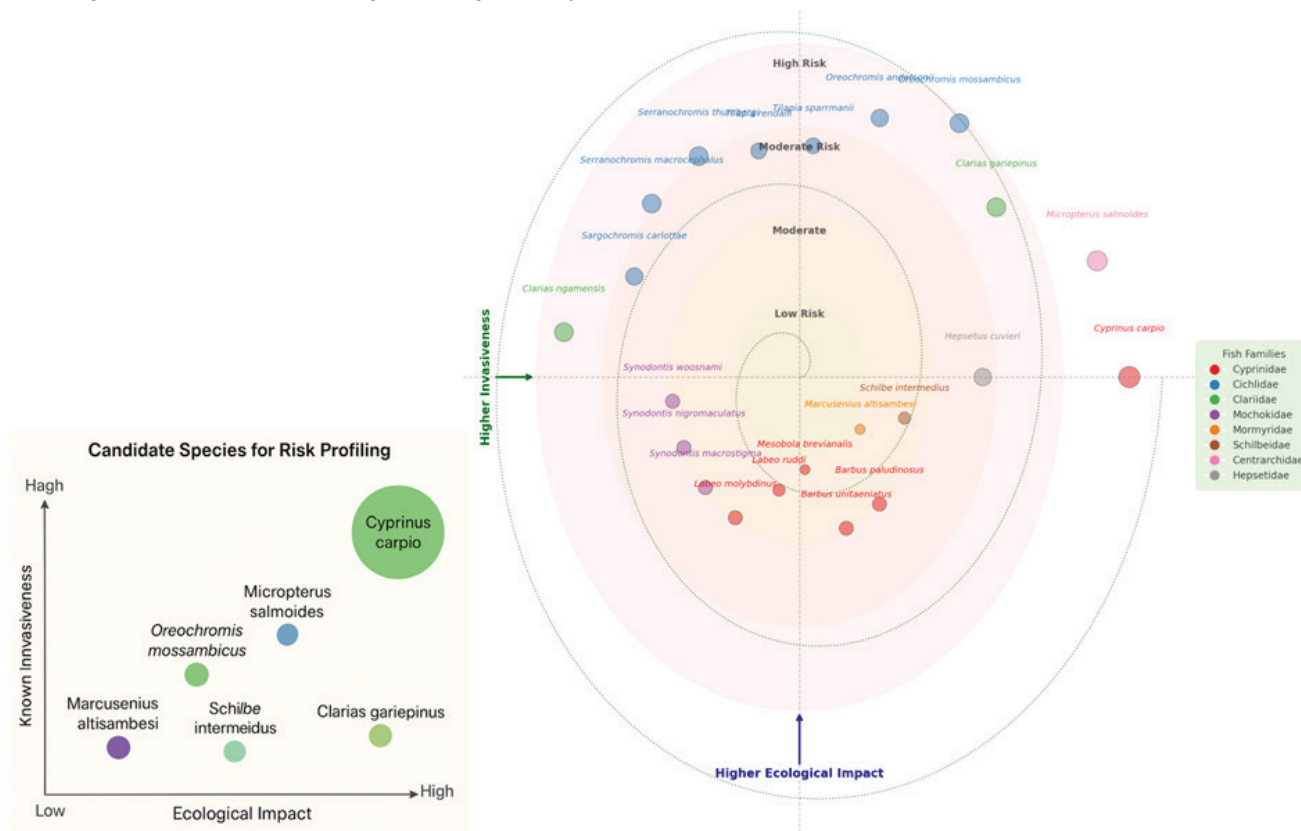 High Risk
Oreochromis
Oreochromis mossambicus
Serranochromis
Tilapia sparrmanii
Moderate Risk
Serranochromis macrocephalus
Clarias gariepinus
Micropterus salmoides
Sargochromis carlottae
Moderate
Clarias ngamensis
Low Risk
Cyprinus carpio
Hepsetus cuvieri
Higher Invasiveness
Synodontis woosnami
Schilbe intermedius
Marcusenius altisambesi
Synodontis nigromaculatus
Mesobola brevianalis
Synodontis macrostigma
Labeo ruddi
Barbus paludinosus
Labeo molybdinus
Barbus unitaeniatus
Higher Ecological Impact
Fish Families
Cyprinidae
Cichlidae
Clariidae
Mochokidae
Mormyridae
Schilbeidae
Centrarchidae
Hepsetidae
Candidate Species for Risk Profiling
Hagh
Known Innvasiveness
Cyprinus
carpio
Micropterus
salmoides
Oreochromis
mossambicus
Marcusenius
altisambesi
Schilbe
intermeidus
Clarias gariepinus
Low
Ecological Impact
High